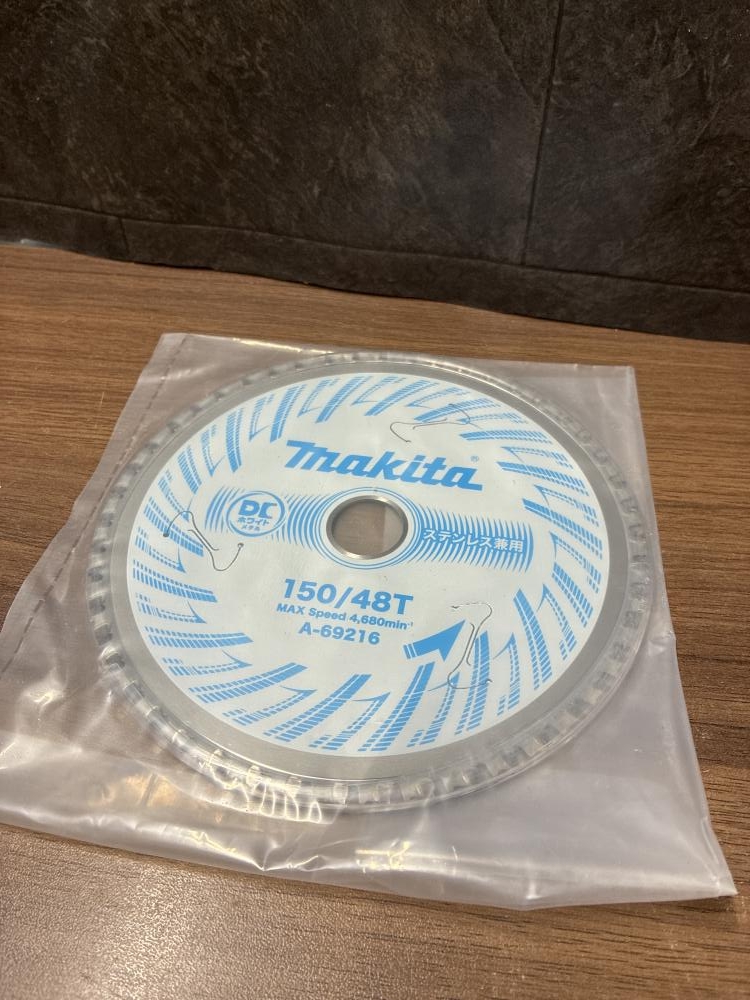 makita®
DC
ホワイト
メタル
ステンレス兼用
150/48T
MAX Speed 4,680min⁻¹
A-69216